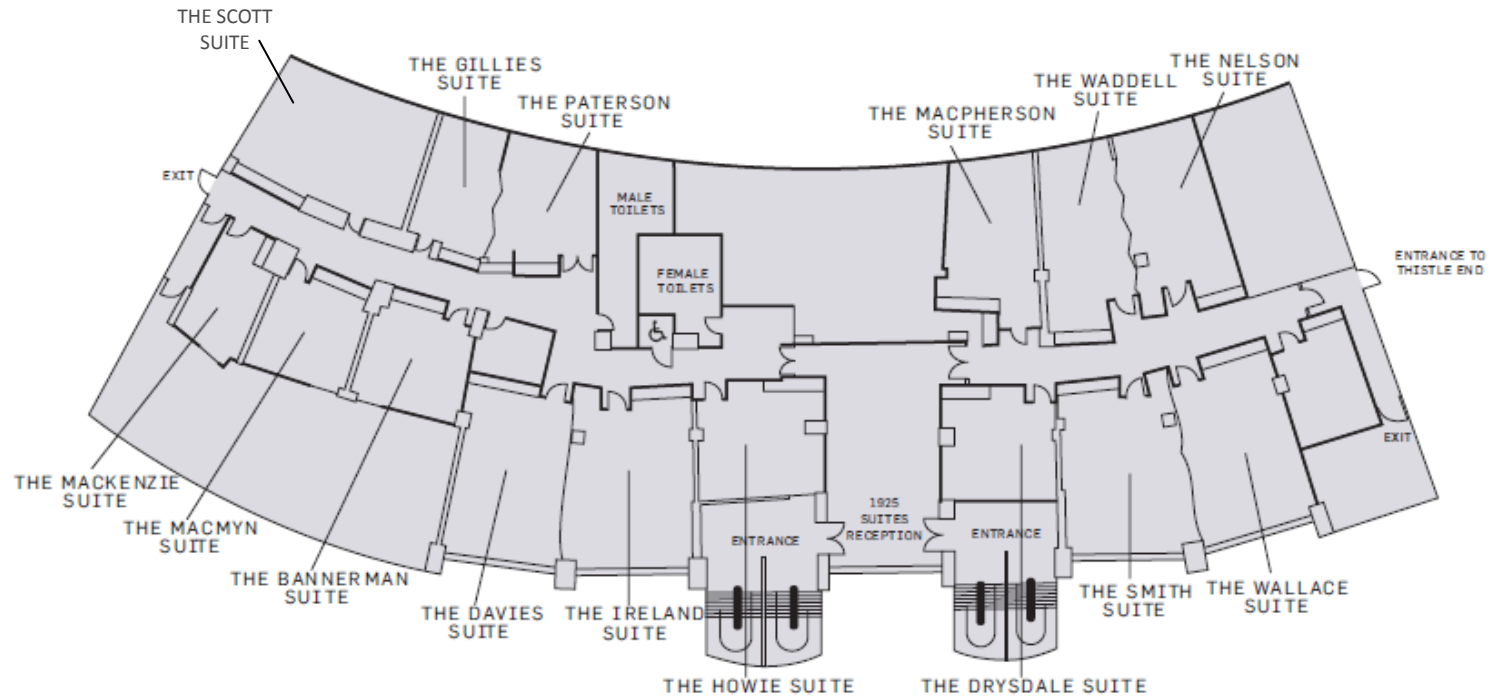 THE SCOTT
SUITE
THE GILLIES
SUITE
THE PATERSON
SUITE
THE MACPHERSON
SUITE
THE WADDELL
SUITE
THE NELSON
SUITE
EXIT
MALE
TOILETS
FEMALE
TOILETS
ENTRANCE TO
THISTLE END
EXIT
THE MACKENZIE
SUITE
THE MACMYN
SUITE
THE BANNERMAN
SUITE
THE DAVIES
SUITE
THE IRELAND
SUITE
ENTRANCE
1925
SUITES
RECEPTION
ENTRANCE
THE SMITH
SUITE
THE WALLACE
SUITE
THE HOWIE SUITE
THE DRYSDALE SUITE